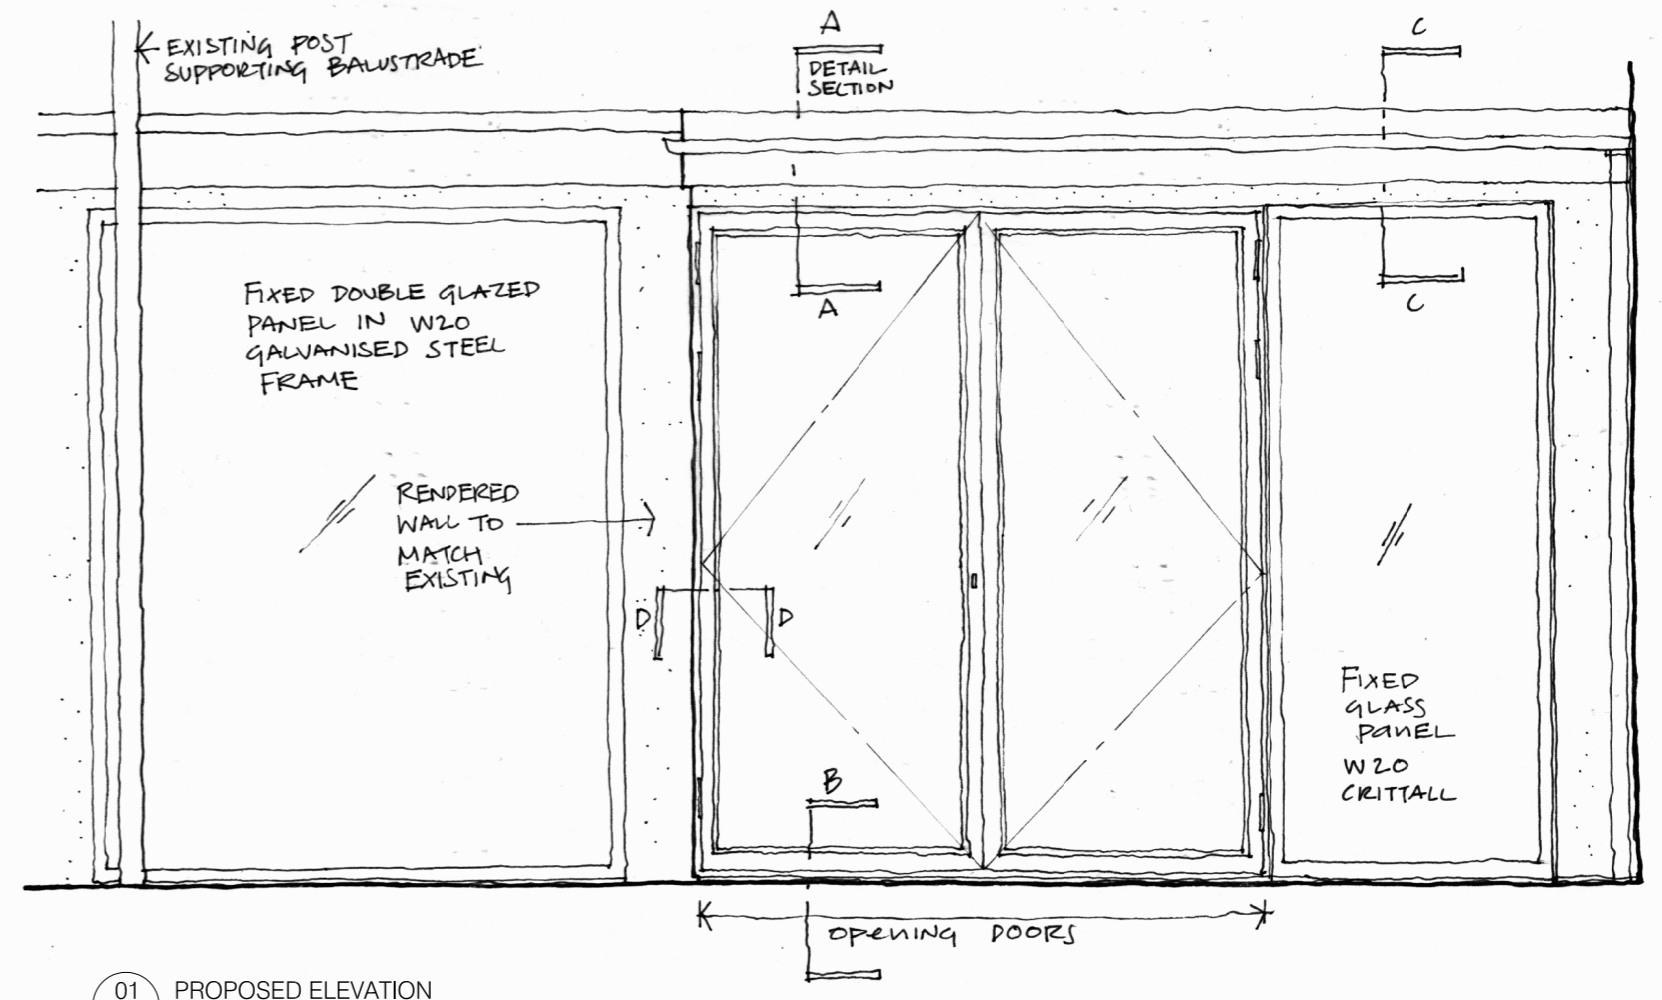 A
C
EXISTING POST
SUPPORTING BALUSTRADE
DETAIL
SECTION
FIXED DOUBLE GLAZED
PANEL IN W20
GALVANISED STEEL
FRAME
A
C
RENDERED
WALL TO
MATCH
EXISTING
D
D
FIXED
GLASS
PANEL
W20
CRITTALL
B
OPENING DOORS
01 PROPOSED ELEVATION